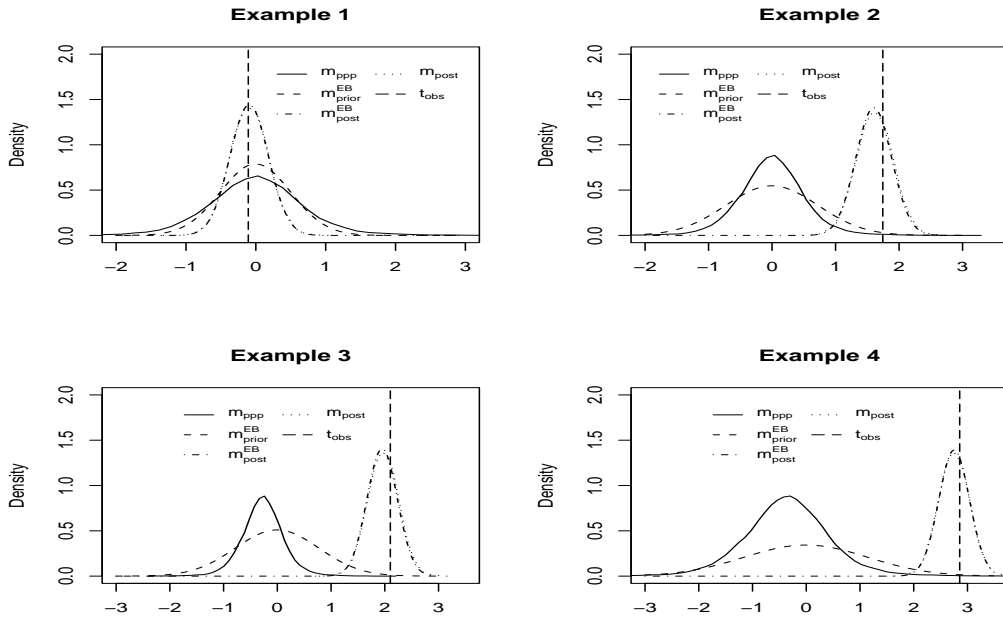 Example 1
Density
0.0 0.5 1.0 1.5 2.0
m_ppp m_post
m^EB_prior t_obs
m^EB_post
−2 −1 0 1 2 3
Example 2
Density
0.0 0.5 1.0 1.5 2.0
m_ppp m_post
m^EB_prior t_obs
m^EB_post
−2 −1 0 1 2 3
Example 3
Density
0.0 0.5 1.0 1.5 2.0
m_ppp m_post
m^EB_prior t_obs
m^EB_post
−3 −2 −1 0 1 2 3
Example 4
Density
0.0 0.5 1.0 1.5 2.0
m_ppp m_post
m^EB_prior t_obs
m^EB_post
−3 −2 −1 0 1 2 3